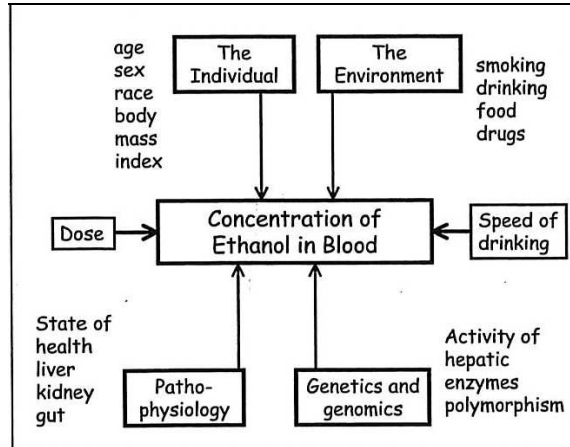 age
sex
race
body
mass
index
The
Individual
The
Environment
smoking
drinking
food
drugs
Dose
Concentration of
Ethanol in Blood
Speed of
drinking
State of
health
liver
kidney
gut
Patho-
physiology
Genetics and
genomics
Activity of
hepatic
enzymes
polymorphism